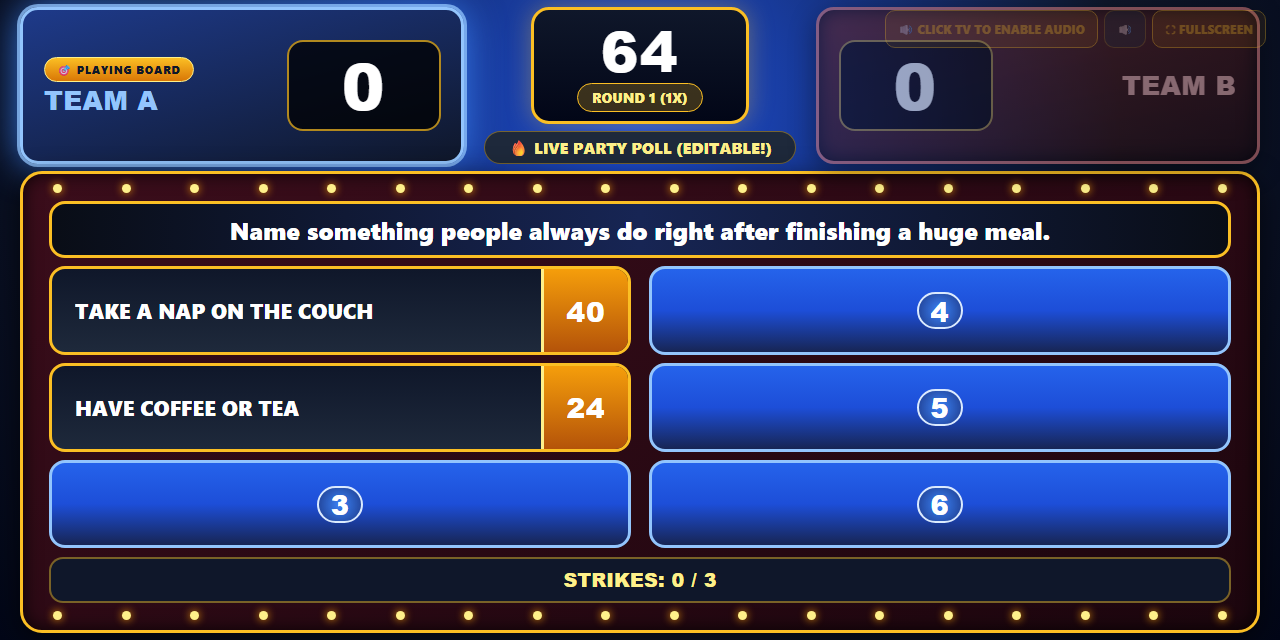 🎯 PLAYING BOARD
TEAM A
0
64
ROUND 1 (1X)
🔥 LIVE PARTY POLL (EDITABLE!)
0
TEAM B
🔊 CLICK TV TO ENABLE AUDIO
🔊
⛶ FULLSCREEN
Name something people always do right after finishing a huge meal.
TAKE A NAP ON THE COUCH
40
HAVE COFFEE OR TEA
24
3
4
5
6
STRIKES: 0 / 3